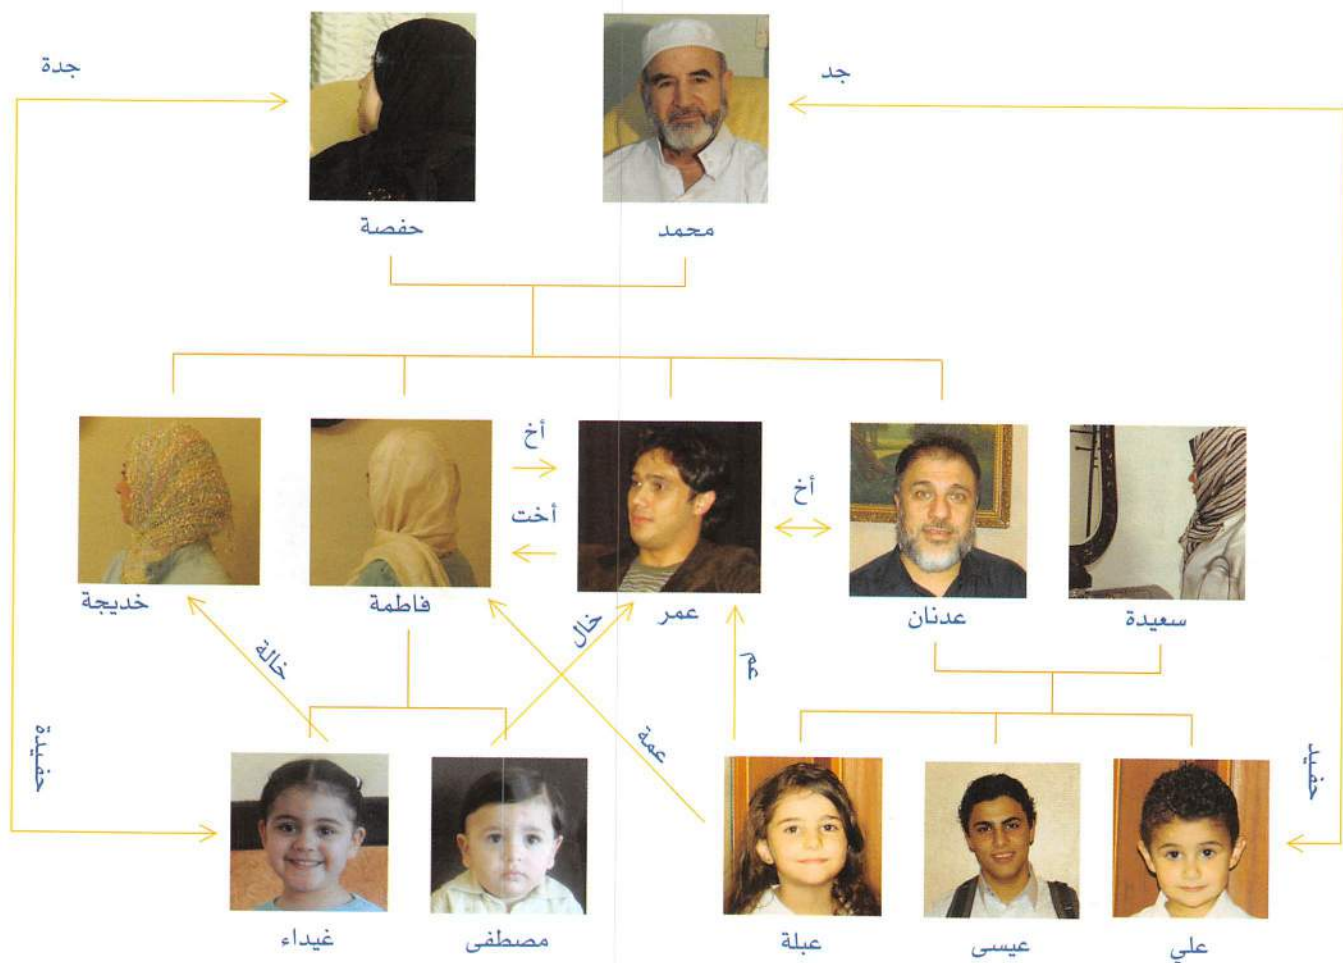 جد
جدة
محمد
حفصة
أخ
أخ
أخت
سعيدة
عدنان
عمر
فاطمة
خديجة
عم
خال
خالة
عمة
حفيد
حفيدة
علي
عيسى
عبلة
مصطفى
غيداء